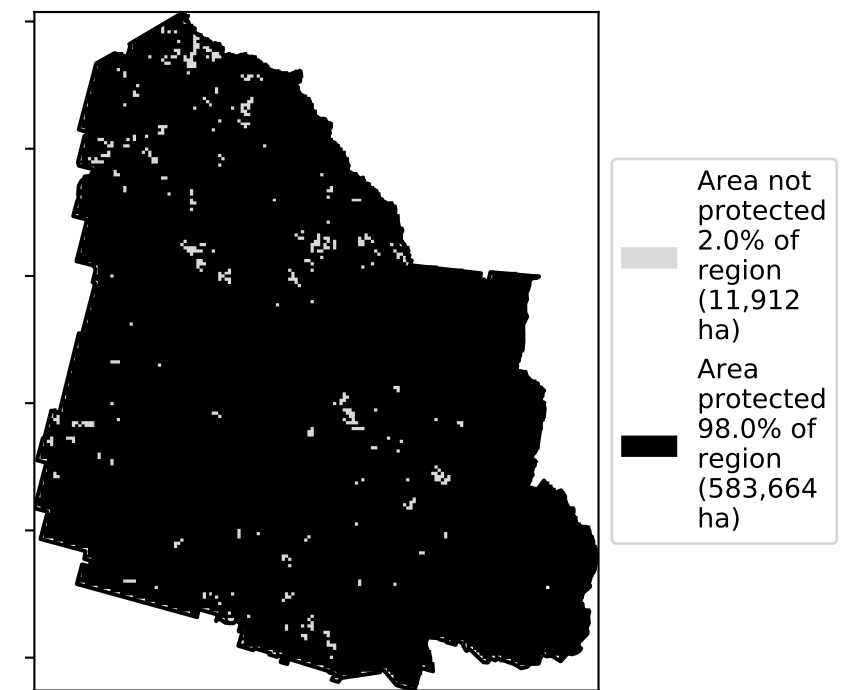 Area not
protected
2.0% of
region
(11,912
ha)
Area
protected
98.0% of
region
(583,664
ha)